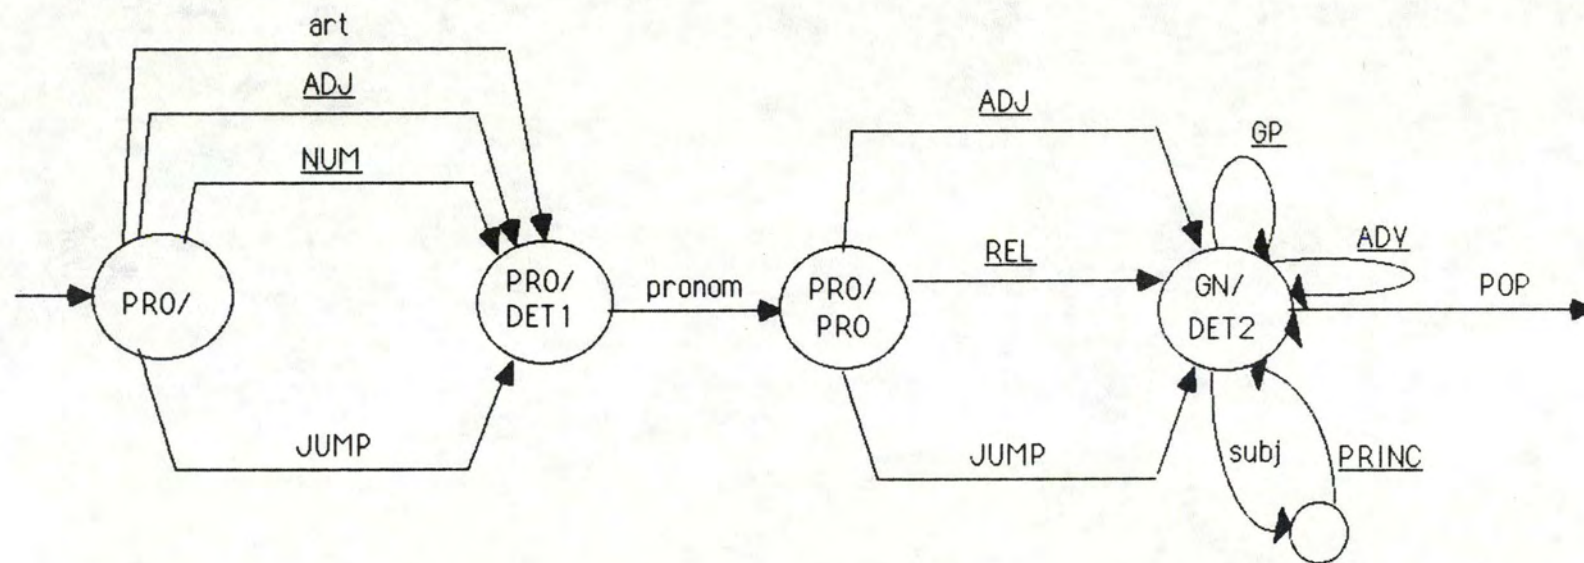 art
ADJ
NUM
PRO/
JUMP
PRO/
DET1
pronom
PRO/
PRO
ADJ
REL
JUMP
GN/
DET2
GP
ADV
POP
subj
PRINC